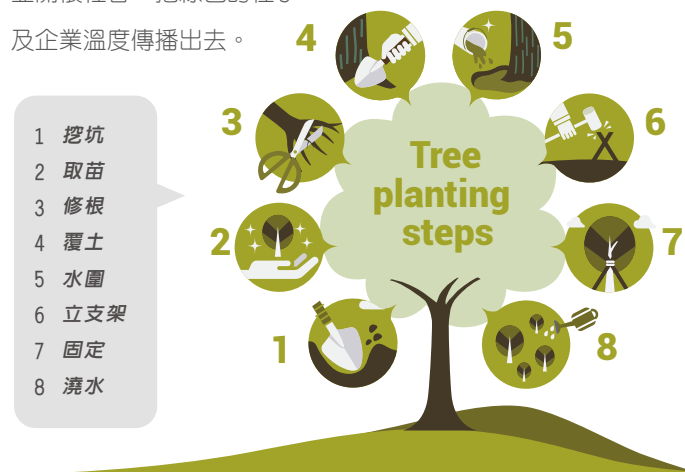 及企業溫度傳播出去。
1 挖坑
2 取苗
3 修根
4 覆土
5 水圍
6 立支架
7 固定
8 澆水
Tree
planting
steps
1
2
3
4
5
6
7
8